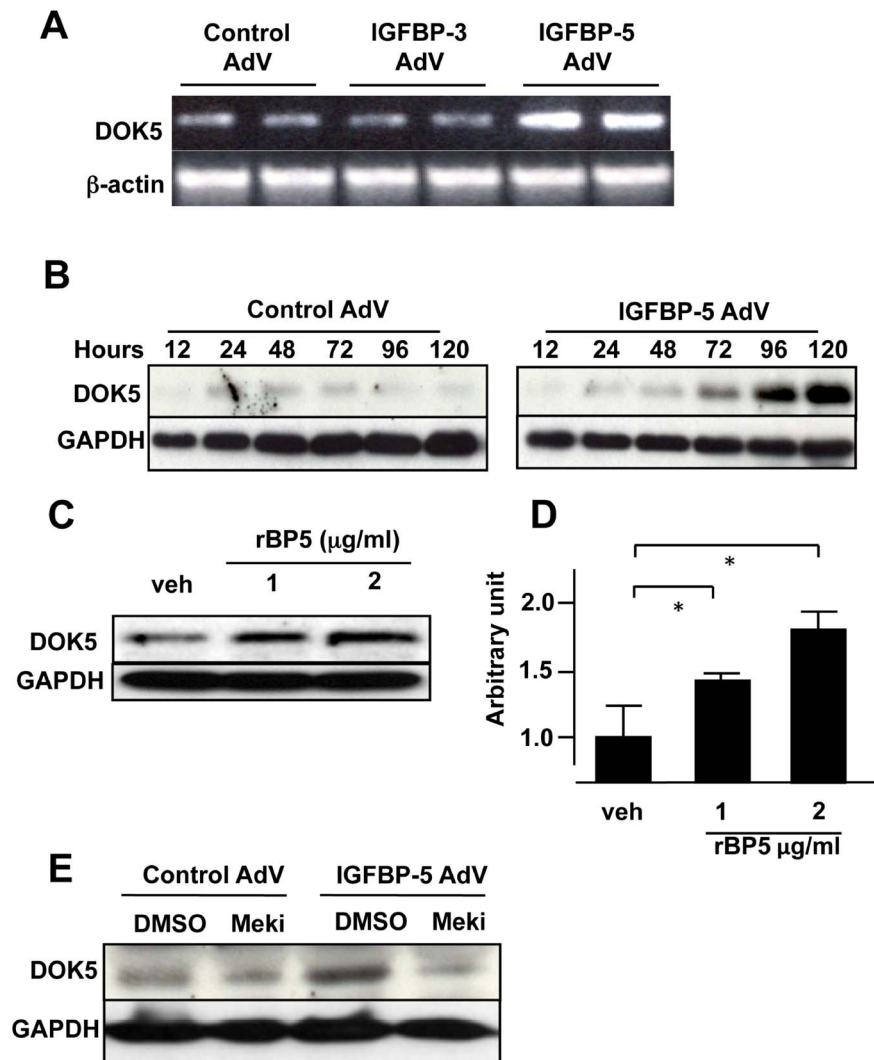 A
Control AdV
IGFBP-3 AdV
IGFBP-5 AdV
DOK5
β-actin
B
Control AdV
IGFBP-5 AdV
Hours 12 24 48 72 96 120
12 24 48 72 96 120
DOK5
GAPDH
C
rBP5 (μg/ml)
veh 1 2
DOK5
GAPDH
D
Arbitrary unit
2.0
1.5
1.0
*
*
veh 1 2
rBP5 μg/ml
E
Control AdV
IGFBP-5 AdV
DMSO Meki DMSO Meki
DOK5
GAPDH